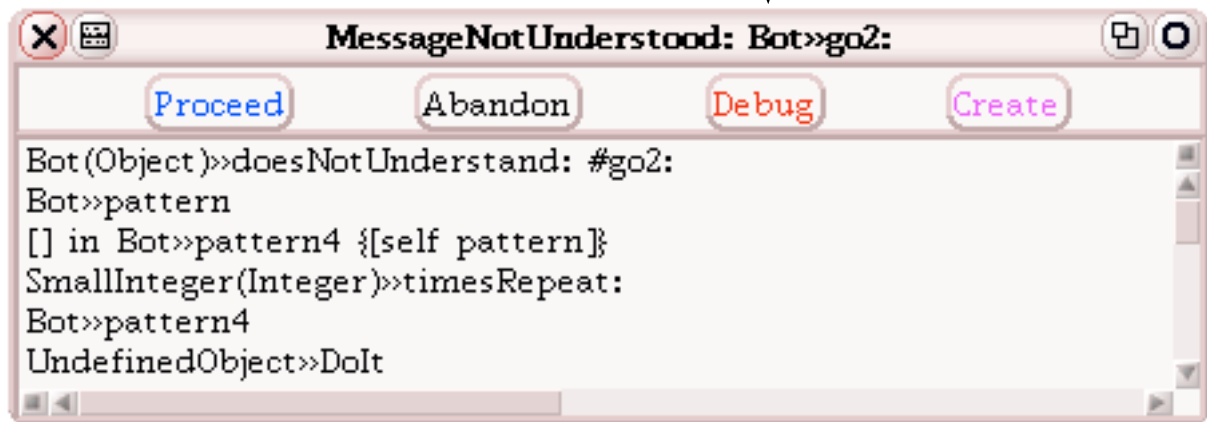 MessageNotUnderstood: Bot»go2:
Proceed Abandon Debug Create
Bot(Object)»doesNotUnderstand: #go2:
Bot»pattern
[] in Bot»pattern4 {[self pattern]}
SmallInteger(Integer)»timesRepeat:
Bot»pattern4
UndefinedObject»DoIt